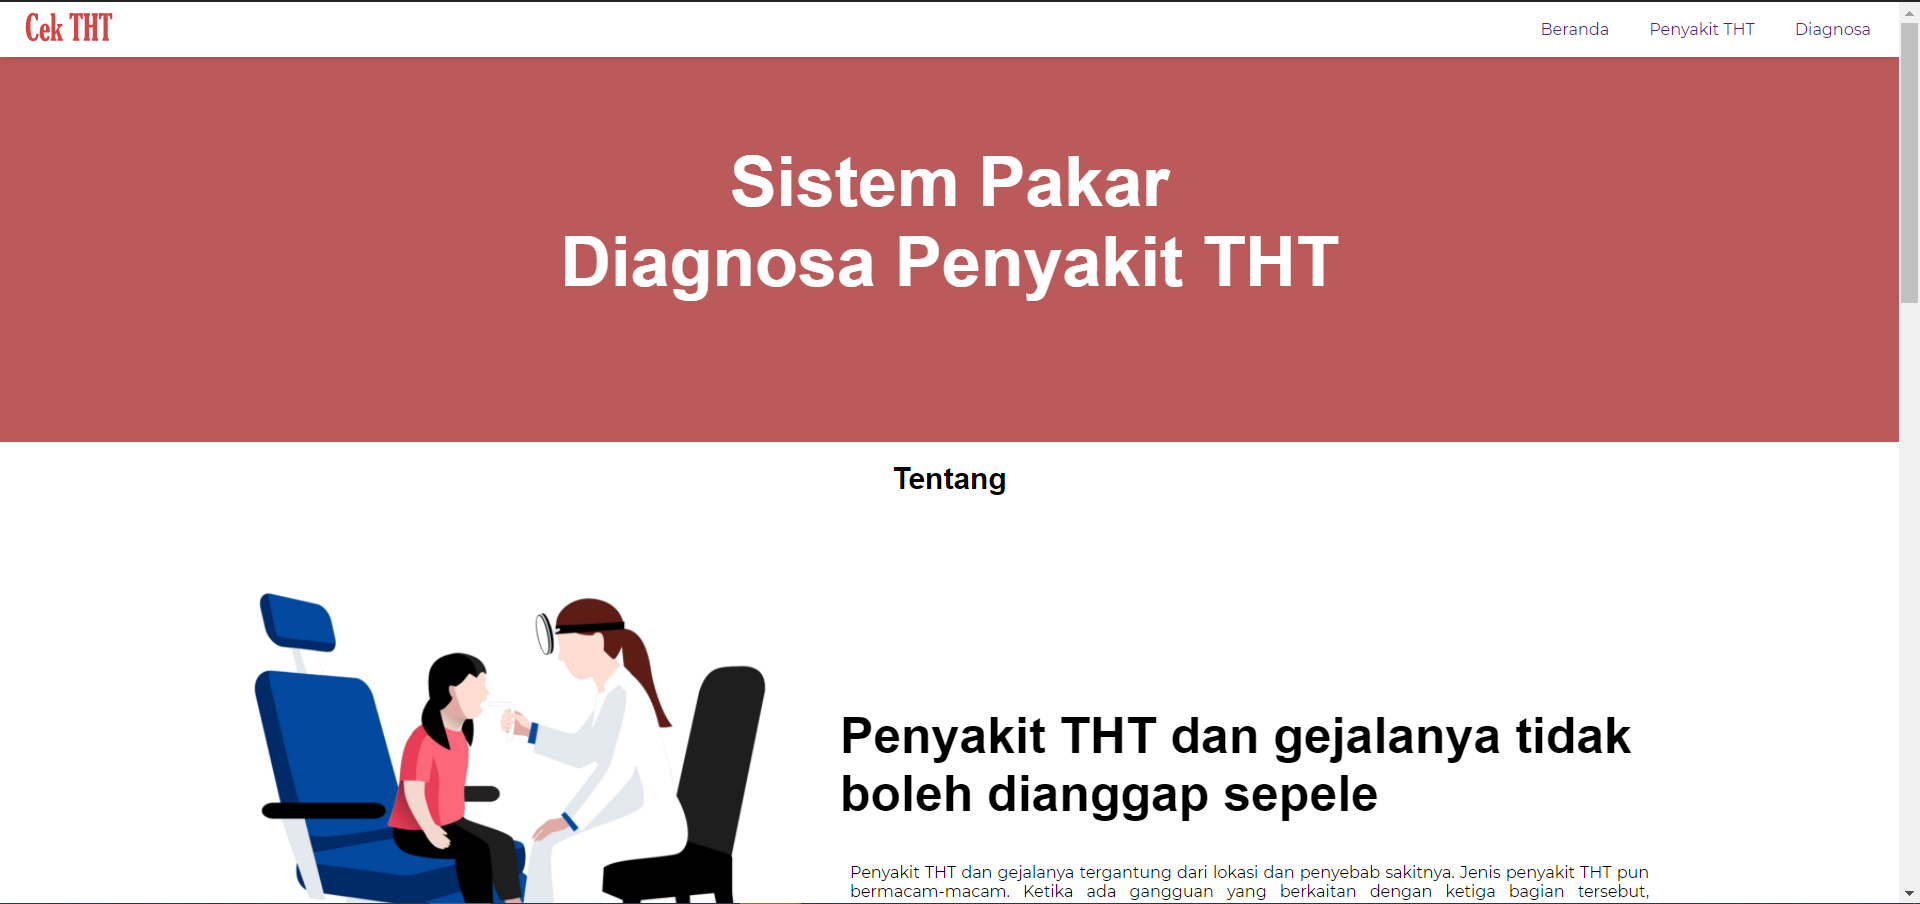 Cek THT
Beranda
Penyakit THT
Diagnosa
Sistem Pakar
Diagnosa Penyakit THT
Tentang
Penyakit THT dan gejalanya tidak
boleh dianggap sepele
Penyakit THT dan gejalanya tergantung dari lokasi dan penyebab sakitnya. Jenis penyakit THT pun
bermacam-macam. Ketika ada gangguan yang berkaitan dengan ketiga bagian tersebut,